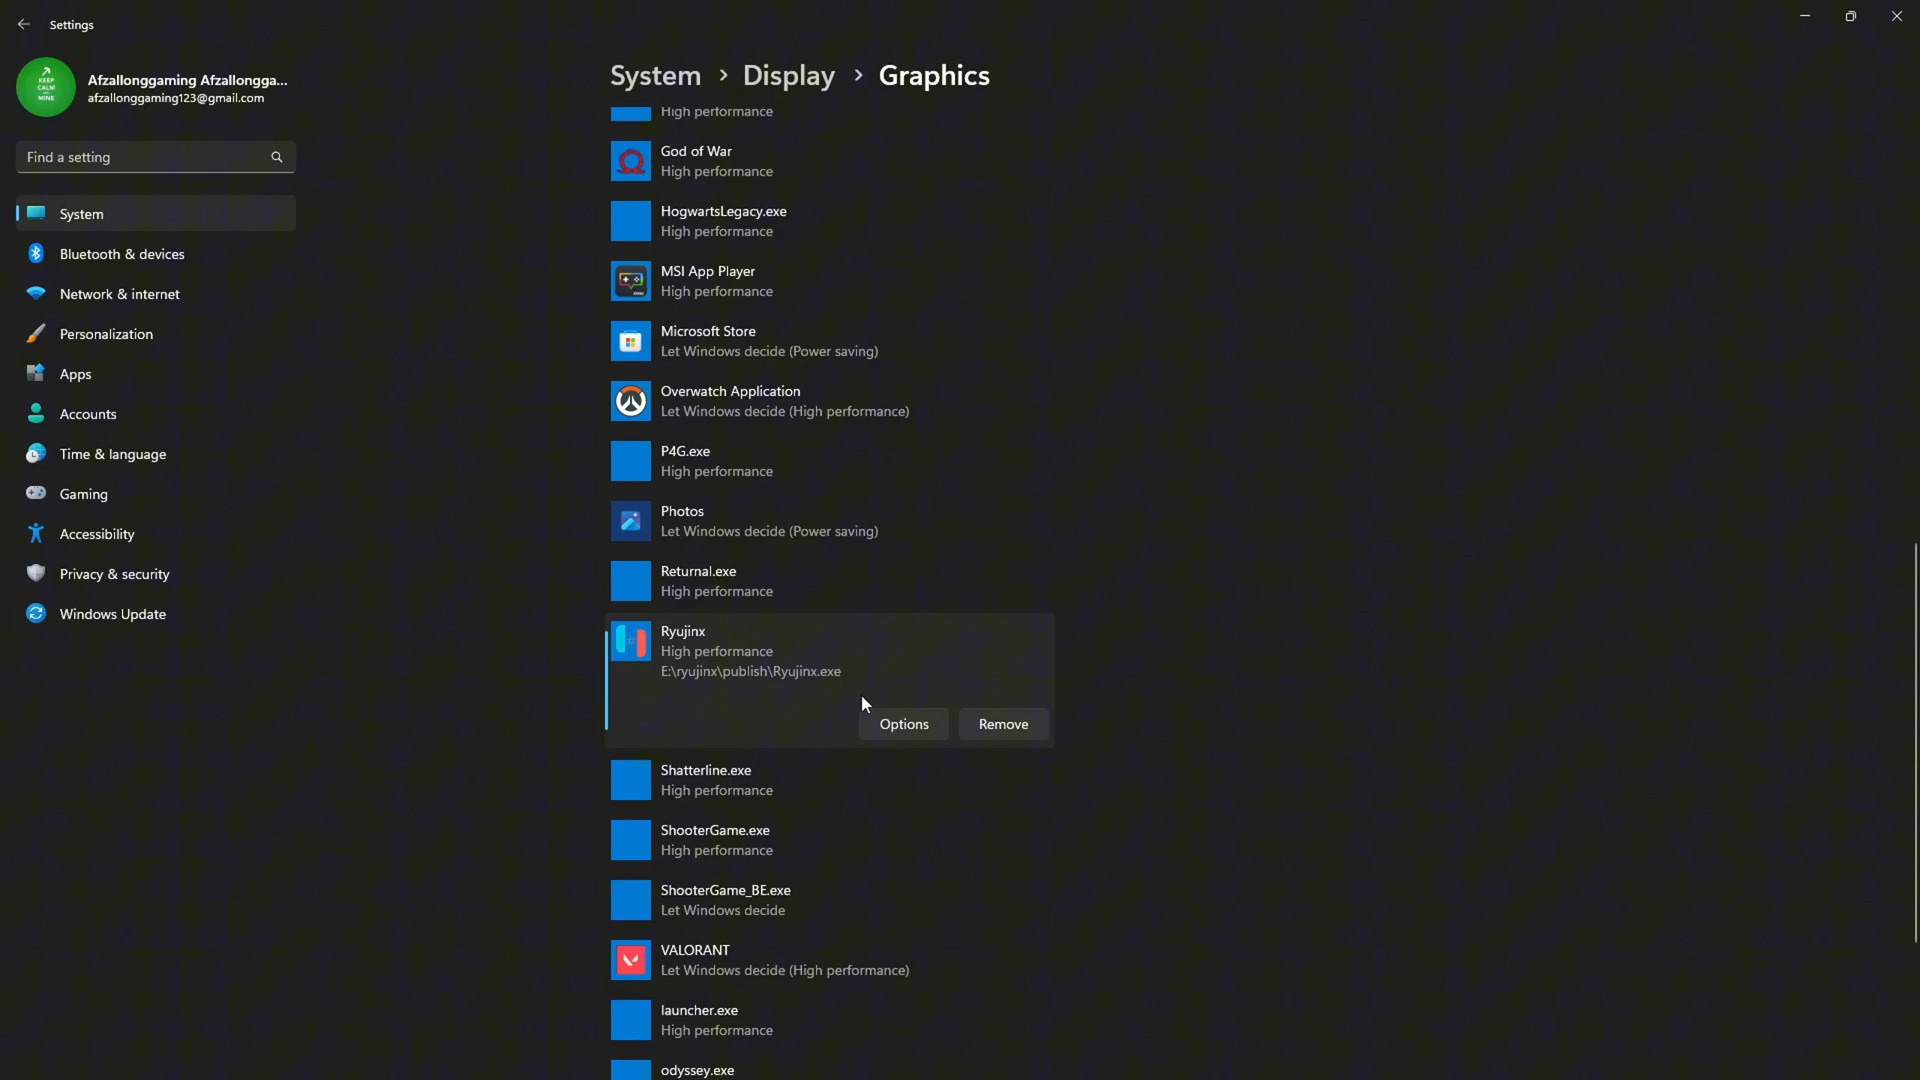 Settings
KEEP
CALM
MINE
Afzallonggaming Afzallongga...
afzallonggaming123@gmail.com
Find a setting
System
Bluetooth & devices
Network & internet
Personalization
Apps
Accounts
Time & language
Gaming
Accessibility
Privacy & security
Windows Update
System > Display > Graphics
High performance
God of War
High performance
HogwartsLegacy.exe
High performance
MSI App Player
High performance
Microsoft Store
Let Windows decide (Power saving)
Overwatch Application
Let Windows decide (High performance)
P4G.exe
High performance
Photos
Let Windows decide (Power saving)
Returnal.exe
High performance
Ryujinx
High performance
E:\ryujinx\publish\Ryujinx.exe
Options Remove
Shatterline.exe
High performance
ShooterGame.exe
High performance
ShooterGame_BE.exe
Let Windows decide
VALORANT
Let Windows decide (High performance)
launcher.exe
High performance
odyssey.exe